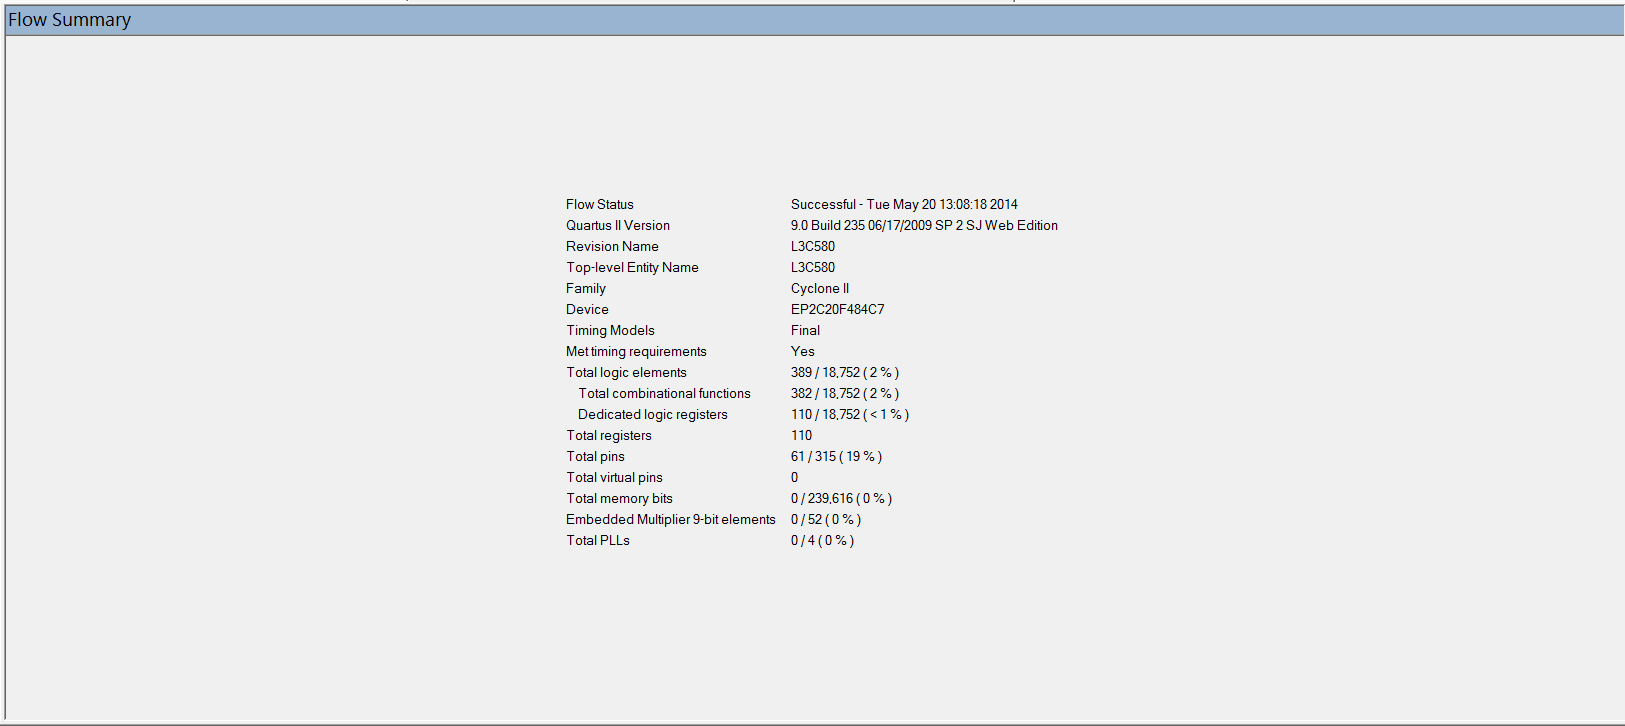 Flow Summary
Flow Status Successful - Tue May 20 13:08:18 2014
Quartus II Version 9.0 Build 235 06/17/2009 SP 2 SJ Web Edition
Revision Name L3C580
Top-level Entity Name L3C580
Family Cyclone II
Device EP2C20F484C7
Timing Models Final
Met timing requirements Yes
Total logic elements 389 / 18,752 ( 2 % )
Total combinational functions 382 / 18,752 ( 2 % )
Dedicated logic registers 110 / 18,752 ( < 1 % )
Total registers 110
Total pins 61 / 315 ( 19 % )
Total virtual pins 0
Total memory bits 0 / 239,616 ( 0 % )
Embedded Multiplier 9-bit elements 0 / 52 ( 0 % )
Total PLLs 0 / 4 ( 0 % )